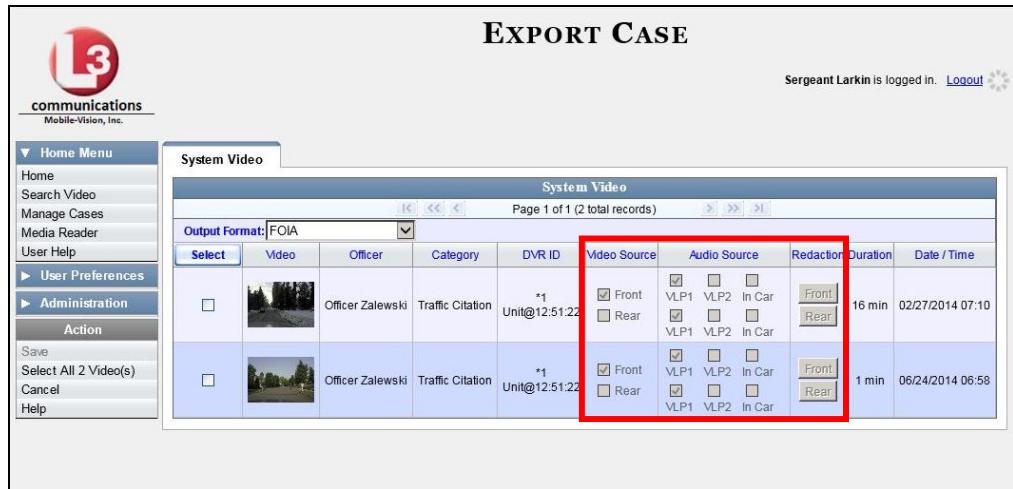 EXPORT CASE
L3
communications
Mobile-Vision, Inc.
Sergeant Larkin is logged in. Logout
▼ Home Menu
Home
Search Video
Manage Cases
Media Reader
User Help
▶ User Preferences
▶ Administration
Action
Save
Select All 2 Video(s)
Cancel
Help
System Video
System Video
Page 1 of 1 (2 total records)
Output Format: FOIA
Select Video Officer Category DVR ID Video Source Audio Source Redaction Duration Date / Time
Officer Zalewski Traffic Citation *1 Unit@12:51:22 Front Rear VLP1 VLP2 In Car VLP1 VLP2 In Car Front Rear 16 min 02/27/2014 07:10
Officer Zalewski Traffic Citation *1 Unit@12:51:22 Front Rear VLP1 VLP2 In Car VLP1 VLP2 In Car Front Rear 1 min 06/24/2014 06:58